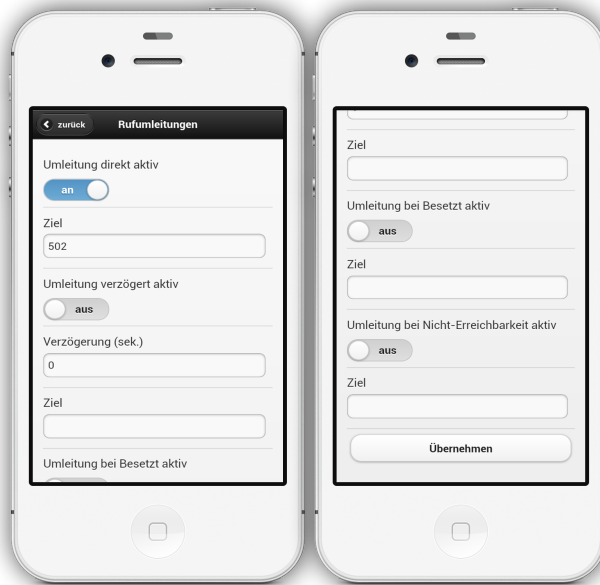 zurück
Rufumleitungen
Umleitung direkt aktiv
an
Ziel
502
Umleitung verzögert aktiv
aus
Verzögerung (sek.)
0
Ziel
Umleitung bei Besetzt aktiv
Ziel
Umleitung bei Besetzt aktiv
aus
Ziel
Umleitung bei Nicht-Erreichbarkeit aktiv
aus
Ziel
Übernehmen